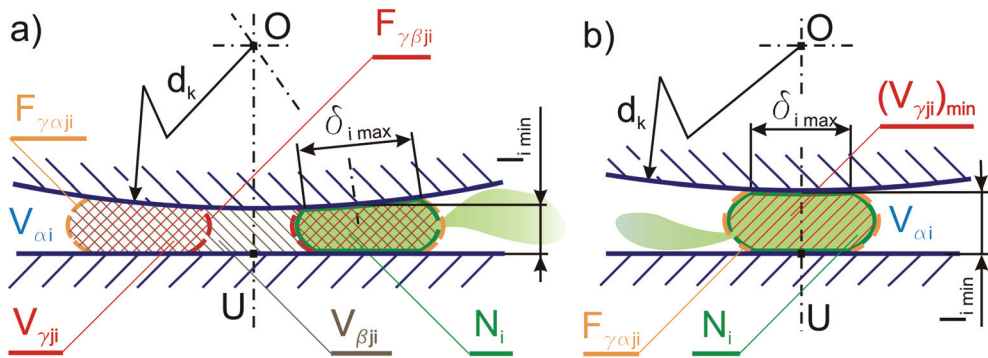 a)
O
F γβji
d k
F γαji
δ i max
l i min
V αi
U
V γji
V βji
N i
b)
O
(V γji) min
d k
δ i max
V αi
l i min
F γαji
N i
U